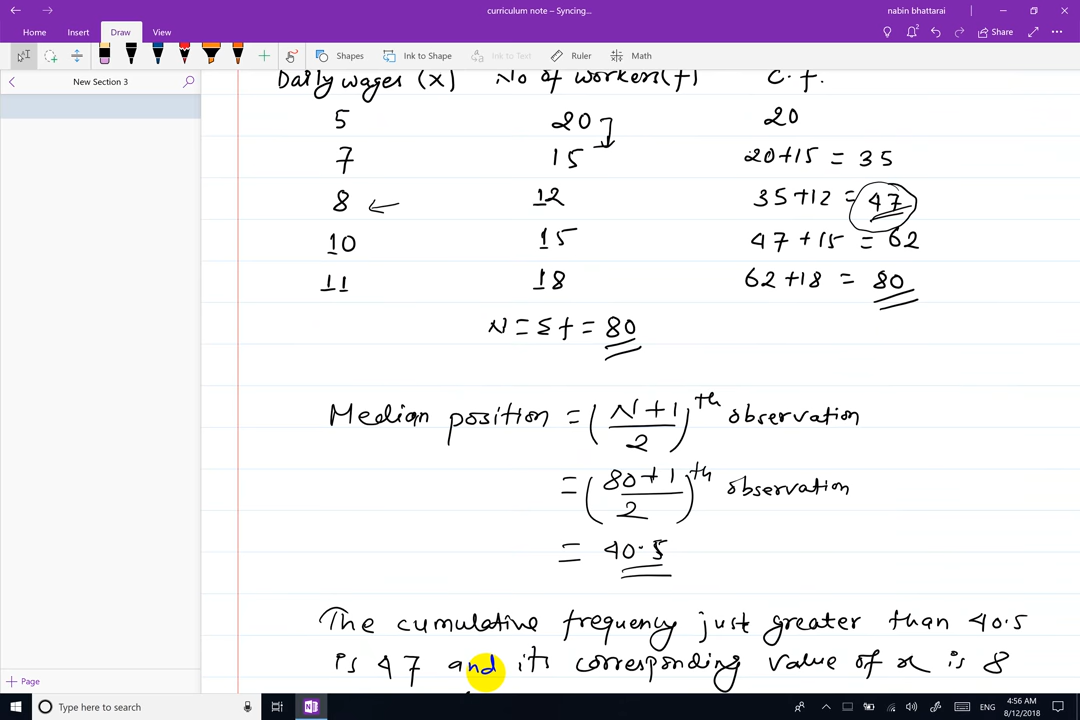 curriculum note – Syncing...
nabin bhattarai
Home Insert Draw View
Share
Shapes Ink to Shape Ink to Text Ruler Math
New Section 3
Daily wages (x) No of workers(f) C.f.
5 20 20
7 15 20+15 = 35
8 ← 12 35+12 = 47
10 15 47+15 = 62
11 18 62+18 = 80
N = Σf = 80
Median position = (N+1/2)th observation
= (80+1/2)th observation
= 40.5
The cumulative frequency just greater than 40.5
is 47 and its corresponding value of x is 8
+ Page
Type here to search
ENG
4:56 AM
8/12/2018